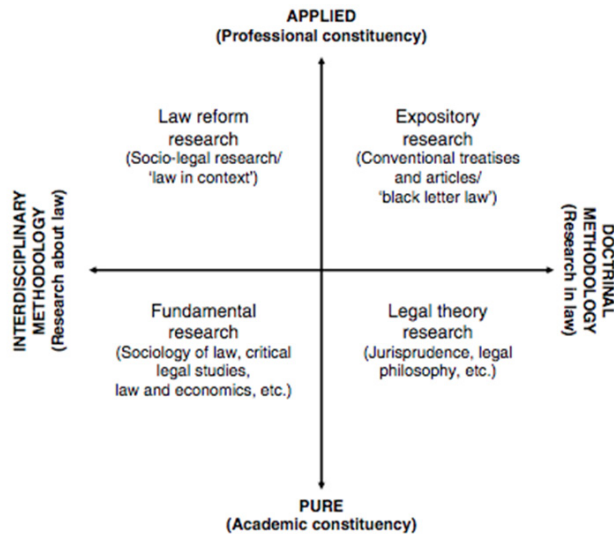 APPLIED
(Professional constituency)
Law reform
research
(Socio-legal research/
‘law in context’)
Expository
research
(Conventional treatises
and articles/
‘black letter law’)
INTERDISCIPLINARY
METHODOLOGY
(Research about law)
DOCTRINAL
METHODOLOGY
(Research in law)
Fundamental
research
(Sociology of law, critical
legal studies,
law and economics, etc.)
Legal theory
research
(Jurisprudence, legal
philosophy, etc.)
PURE
(Academic constituency)